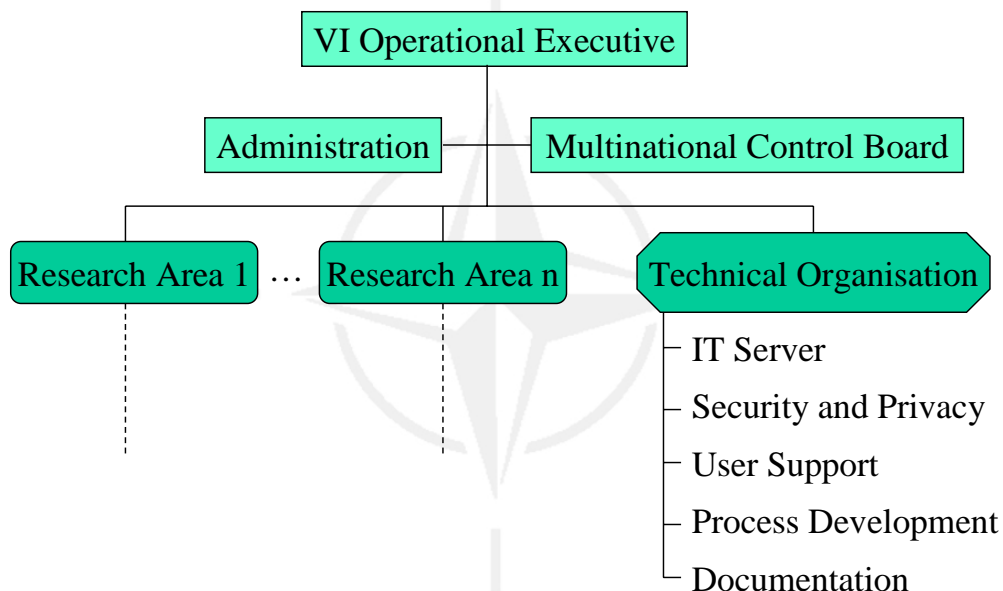 VI Operational Executive
Administration
Multinational Control Board
Research Area 1
…
Research Area n
Technical Organisation
IT Server
Security and Privacy
User Support
Process Development
Documentation